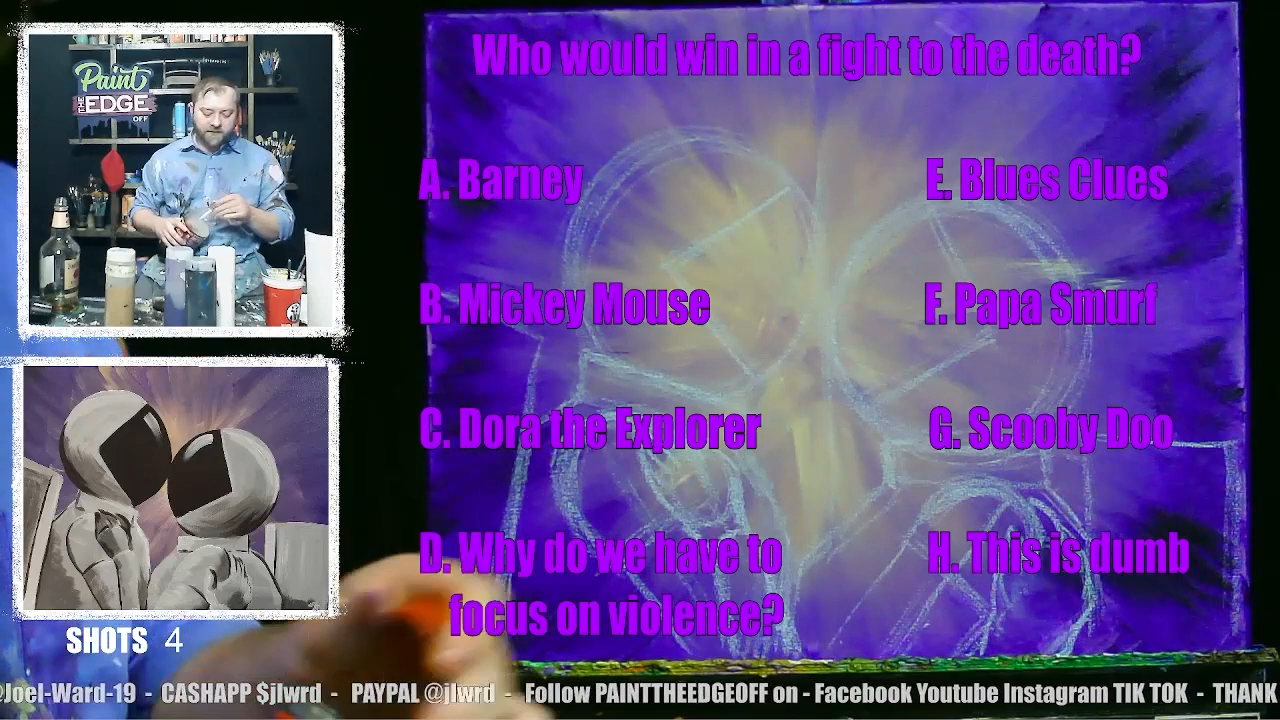 Paint
THE EDGE
OFF
Who would win in a fight to the death?
A. Barney
E. Blues Clues
B. Mickey Mouse
F. Papa Smurf
C. Dora the Explorer
G. Scooby Doo
D. Why do we have to
focus on violence?
H. This is dumb
SHOTS 4
@Joel-Ward-19 - CASHAPP $jlwrd - PAYPAL @jlwrd - Follow PAINTTHEEDGEOFF on - Facebook Youtube Instagram TIK TOK - THANK